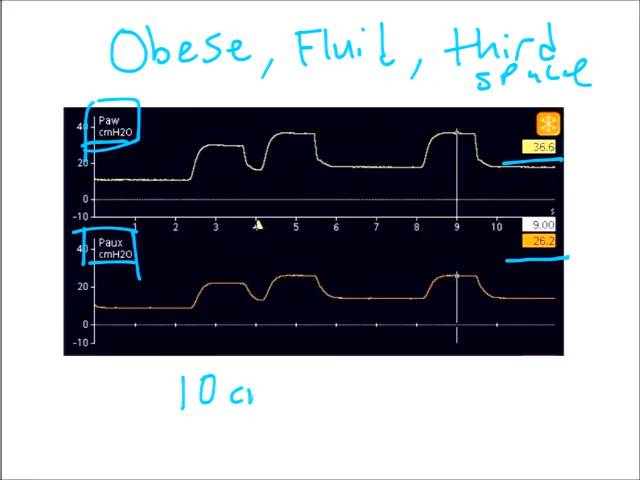 Obese, Fluid, third
space
Paw
cmH2O
40
20
0
-10
36.6
s
1 2 3 4 5 6 7 8 9 10
9.00
26.2
Paux
cmH2O
40
20
0
-10
10 cm